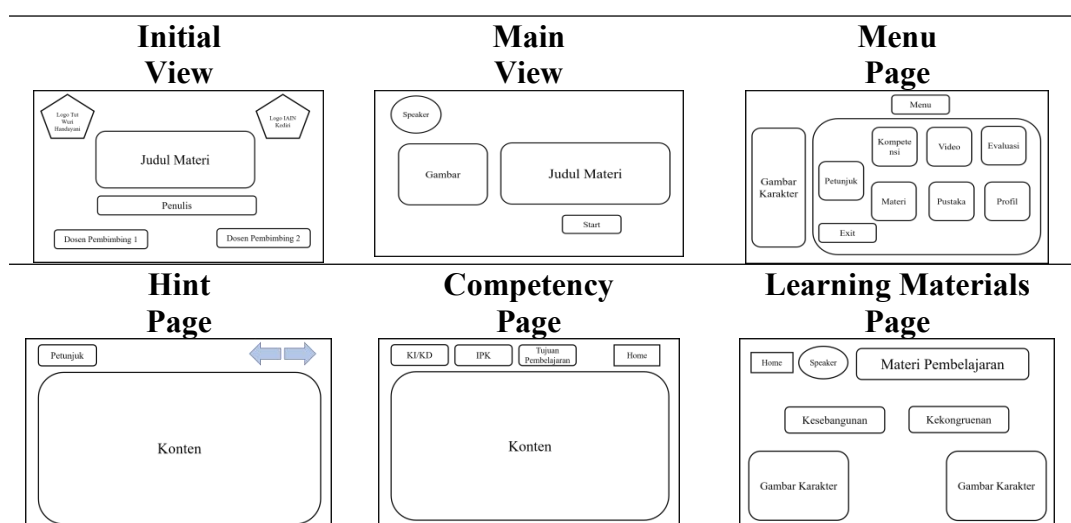 Initial
View
Main
View
Menu
Page
Logo Tut
Wuri
Handayani
Logo IAIN
Kediri
Judul Materi
Penulis
Dosen Pembimbing 1
Dosen Pembimbing 2
Speaker
Gambar
Judul Materi
Start
Menu
Gambar
Karakter
Petunjuk
Kompete
nsi
Video
Evaluasi
Materi
Pustaka
Profil
Exit
Hint
Page
Competency
Page
Learning Materials
Page
Petunjuk
Konten
KI/KD
IPK
Tujuan
Pembelajaran
Home
Konten
Home
Speaker
Materi Pembelajaran
Kesebangunan
Kekongruenan
Gambar Karakter
Gambar Karakter